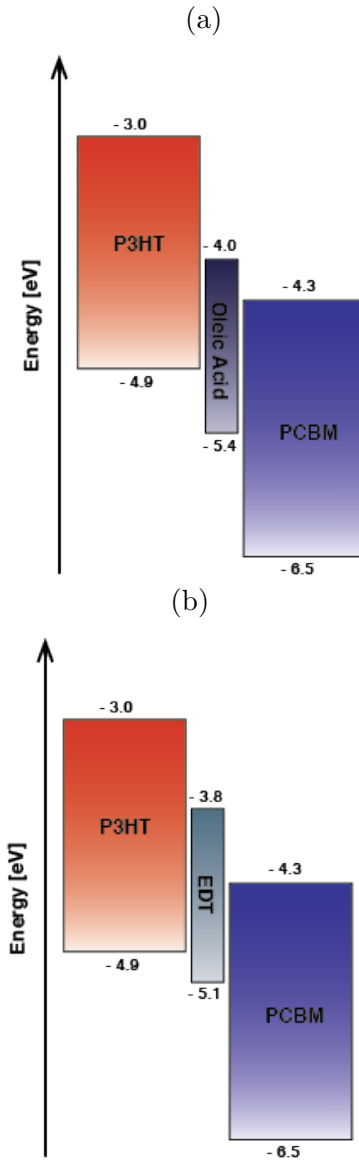 (a)
- 3.0
P3HT
- 4.0
- 4.3
Energy [eV]
Oleic Acid
- 4.9
- 5.4
PCBM
- 6.5
(b)
- 3.0
- 3.8
P3HT
- 4.3
Energy [eV]
EDT
- 4.9
- 5.1
PCBM
- 6.5